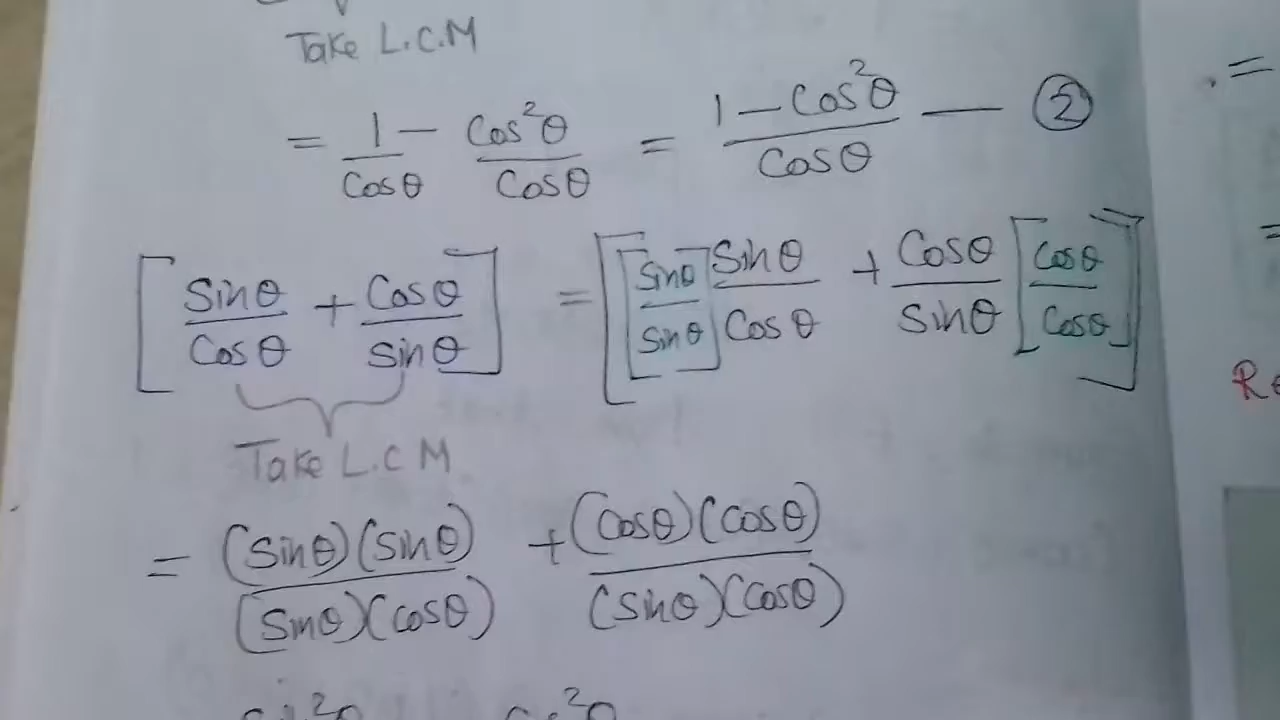 Take L.C.M
= 1/Cosθ - Cos²θ/Cosθ = 1 - Cos²θ/Cosθ — ②
[Sinθ/Cosθ + Cosθ/Sinθ] = [[Sinθ/Sinθ] Sinθ/Cosθ + Cosθ/Sinθ [Cosθ/Cosθ]]
Take L.C M
= (Sinθ)(Sinθ)/(Sinθ)(Cosθ) + (Cosθ)(Cosθ)/(Sinθ)(Cosθ)
=
=